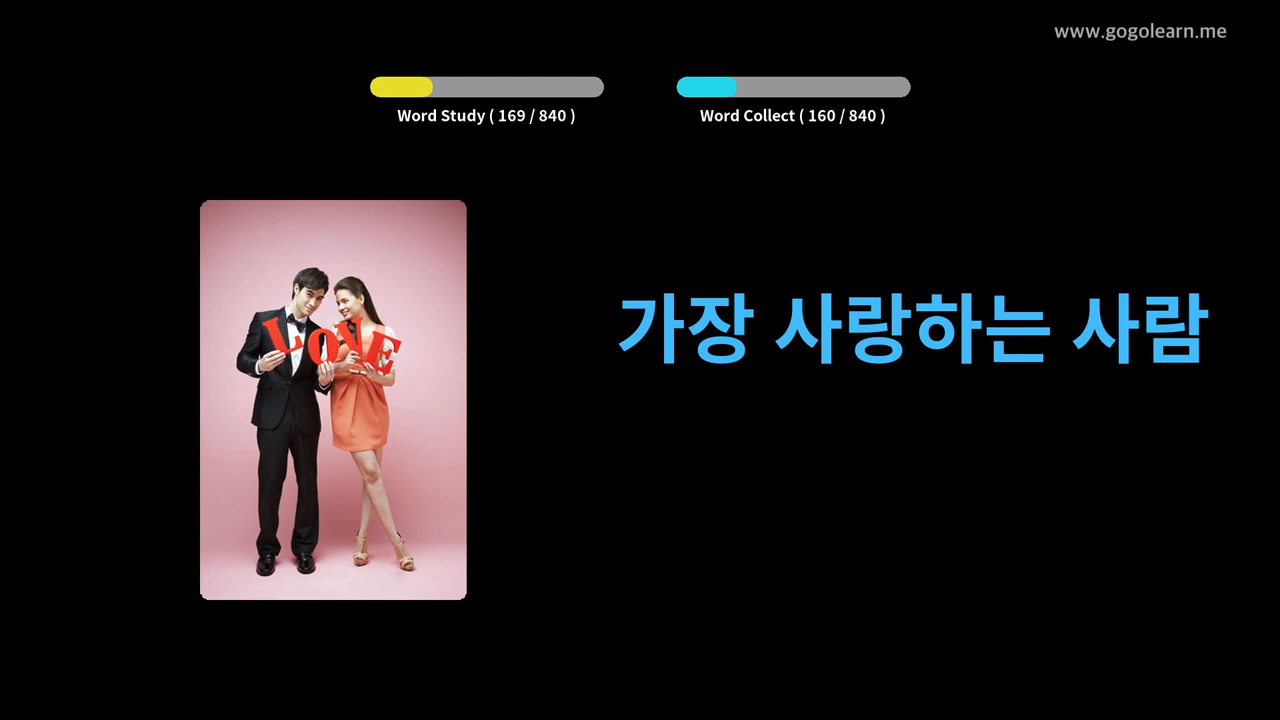 www.gogolearn.me
Word Study ( 169 / 840 )
Word Collect ( 160 / 840 )
LOVE
가장 사랑하는 사람